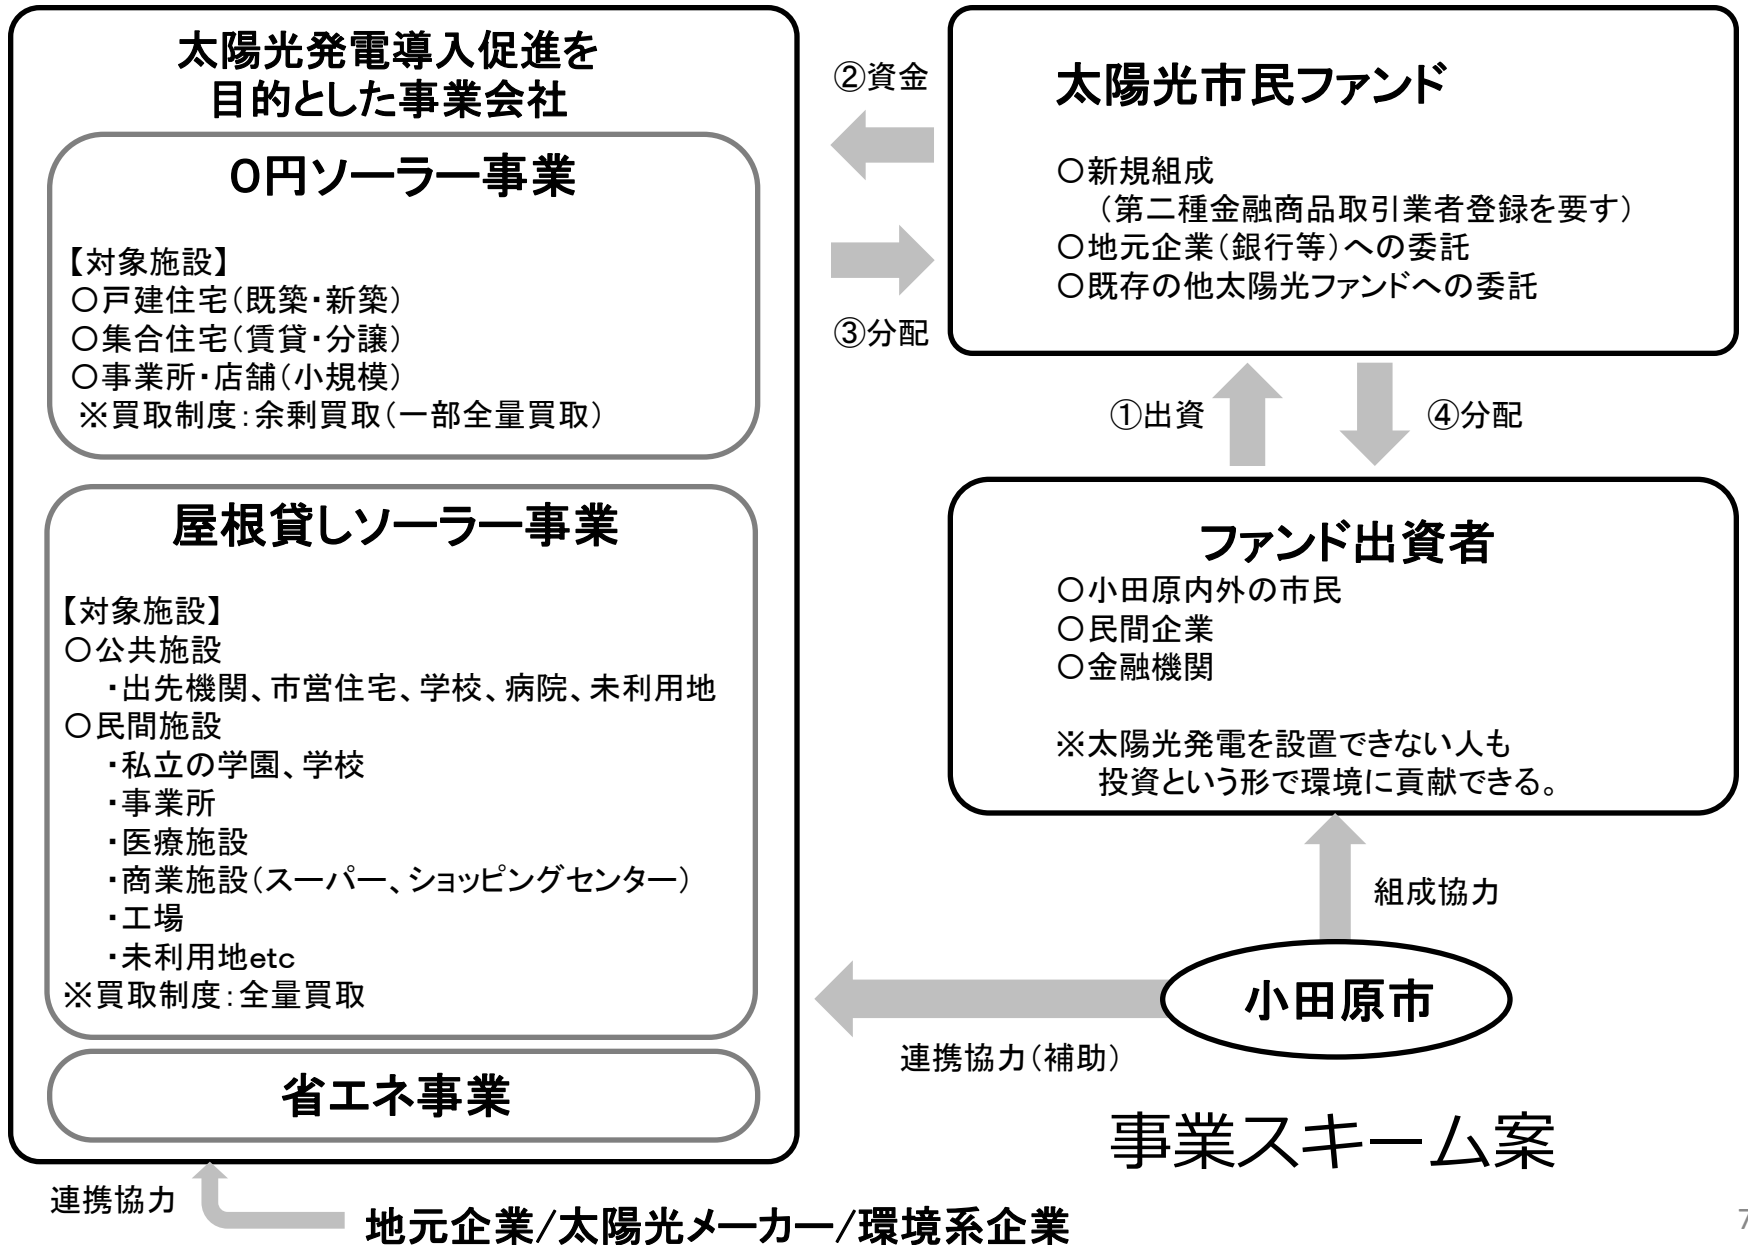 太陽光発電導入促進を
目的とした事業会社
0円ソーラー事業
【対象施設】
○戸建住宅(既築・新築)
○集合住宅(賃貸・分譲)
○事業所・店舗(小規模)
※買取制度:余剰買取(一部全量買取)
屋根貸しソーラー事業
【対象施設】
○公共施設
・出先機関、市営住宅、学校、病院、未利用地
○民間施設
・私立の学園、学校
・事業所
・医療施設
・商業施設(スーパー、ショッピングセンター)
・工場
・未利用地etc
※買取制度:全量買取
省エネ事業
②資金
③分配
太陽光市民ファンド
○新規組成
(第二種金融商品取引業者登録を要す)
○地元企業(銀行等)への委託
○既存の他太陽光ファンドへの委託
①出資
④分配
ファンド出資者
○小田原内外の市民
○民間企業
○金融機関
※太陽光発電を設置できない人も
投資という形で環境に貢献できる。
組成協力
小田原市
連携協力(補助)
事業スキーム案
連携協力
地元企業/太陽光メーカー/環境系企業
7